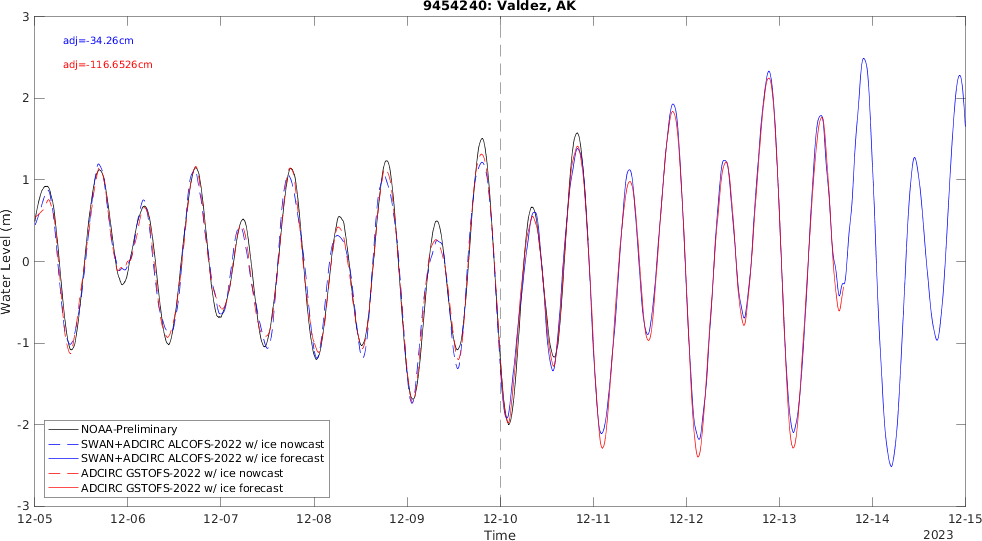 9454240: Valdez, AK
adj=-34.26cm
adj=-116.6526cm
3
2
1
0
-1
-2
-3
Water Level (m)
NOAA-Preliminary
SWAN+ADCIRC ALCOFS-2022 w/ ice nowcast
SWAN+ADCIRC ALCOFS-2022 w/ ice forecast
ADCIRC GSTOFS-2022 w/ ice nowcast
ADCIRC GSTOFS-2022 w/ ice forecast
12-05 12-06 12-07 12-08 12-09 12-10 12-11 12-12 12-13 12-14 12-15
Time
2023